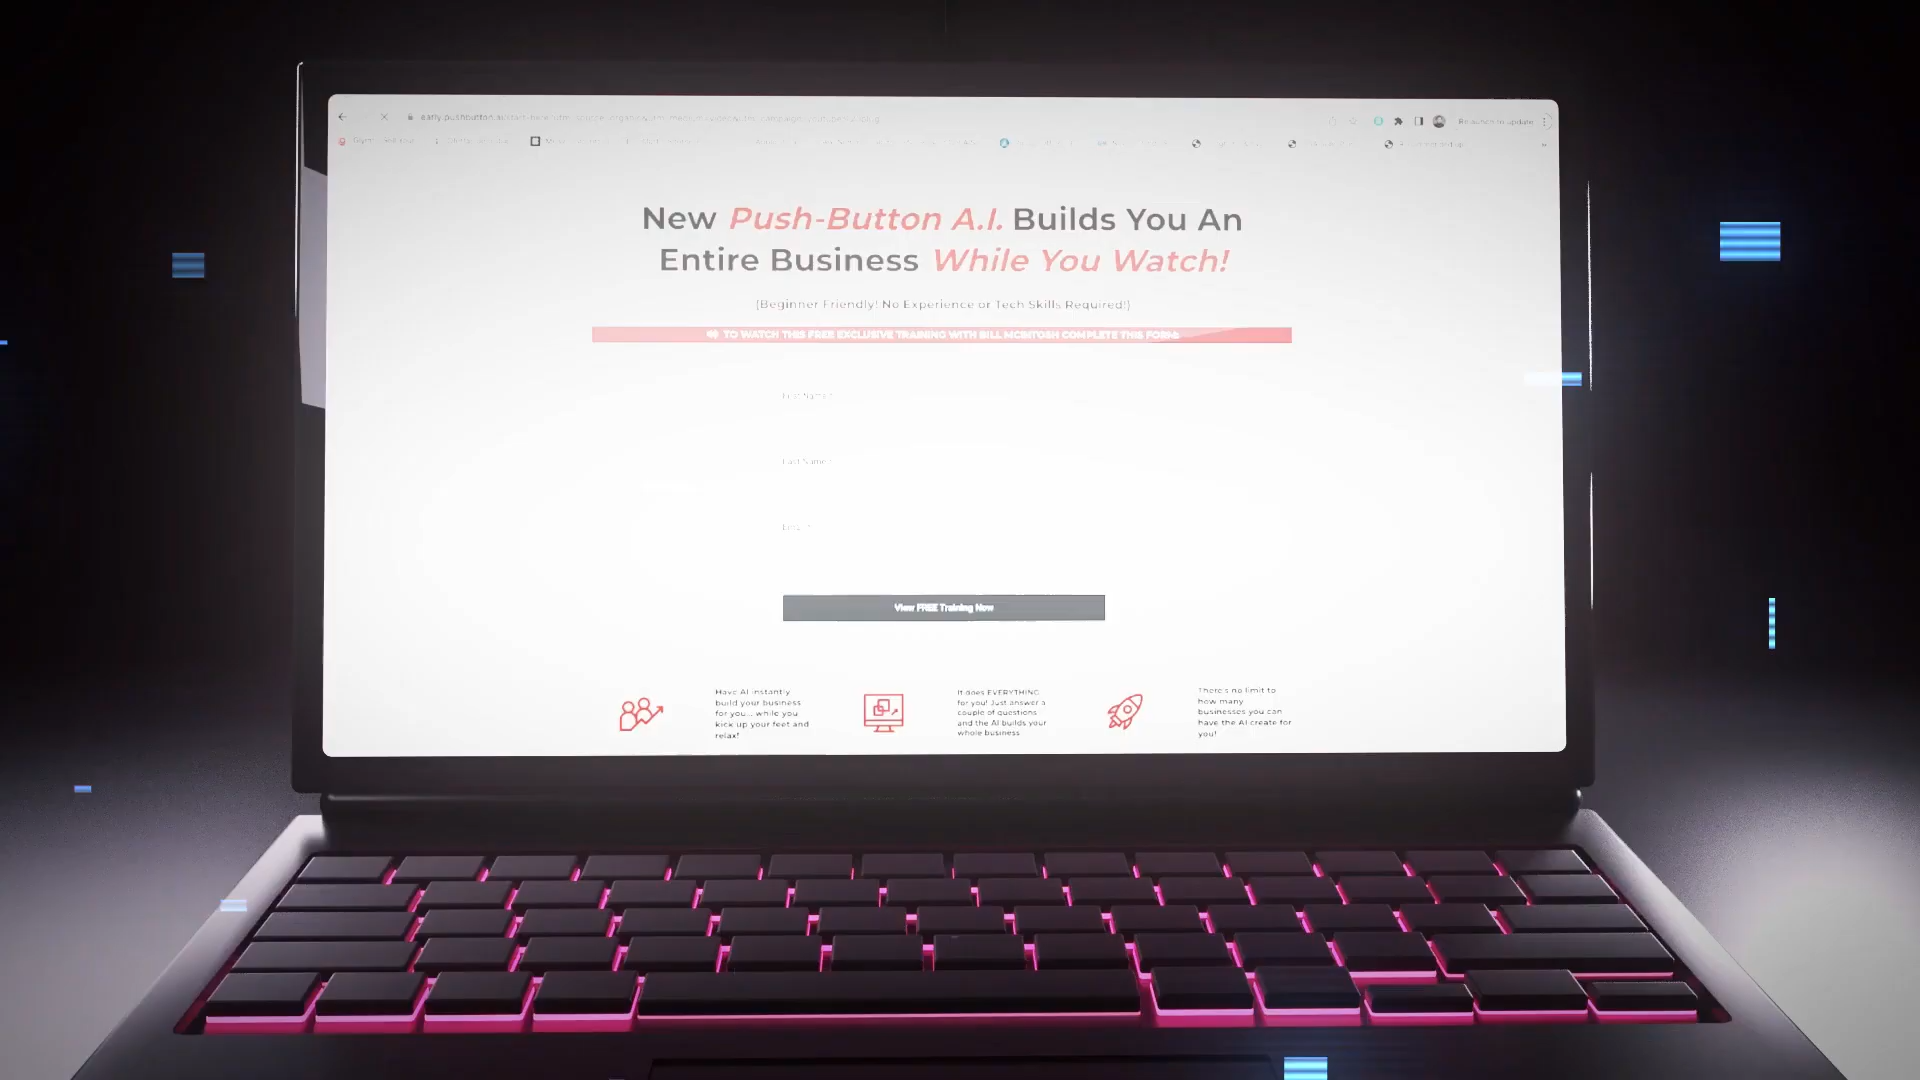 New Push-Button A.I. Builds You An
Entire Business While You Watch!
(Beginner Friendly! No Experience or Tech Skills Required!)
TO WATCH THIS FREE EXCLUSIVE TRAINING WITH BILL MCINTOSH COMPLETE THIS FORM:
First Name *
Last Name *
View FREE Training Now
Have AI instantly
build your business
for you... while you
kick up your feet and
relax!
It does EVERYTHING
for you! Just answer a
couple of questions
and the AI builds your
whole business
There's no limit to
how many
businesses you can
have the AI create for
you!